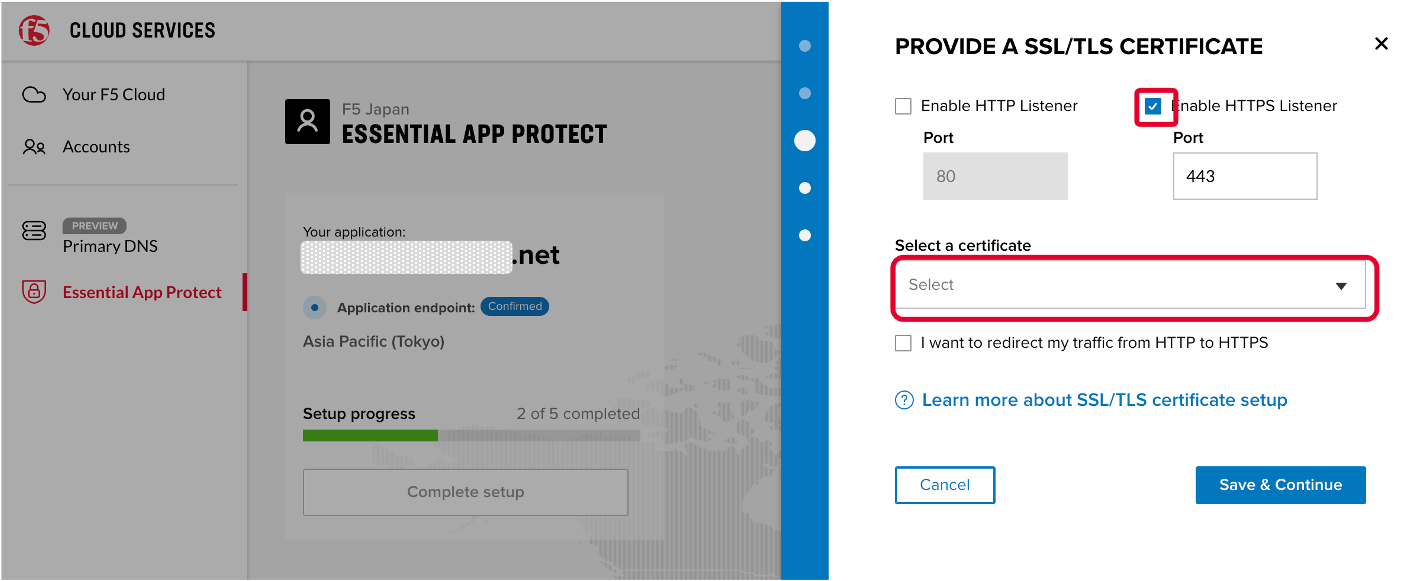 f5 CLOUD SERVICES
Your F5 Cloud
Accounts
PREVIEW
Primary DNS
Essential App Protect
F5 Japan
ESSENTIAL APP PROTECT
Your application:
.net
Application endpoint: Confirmed
Asia Pacific (Tokyo)
Setup progress 2 of 5 completed
Complete setup
PROVIDE A SSL/TLS CERTIFICATE
Enable HTTP Listener Enable HTTPS Listener
Port Port
80 443
Select a certificate
Select
I want to redirect my traffic from HTTP to HTTPS
? Learn more about SSL/TLS certificate setup
Cancel Save & Continue